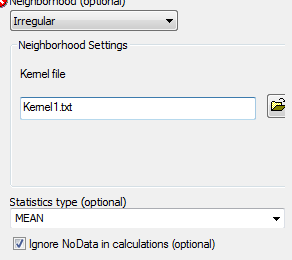 Neighborhood (optional)
Irregular
Neighborhood Settings
Kernel file
Kernel1.txt
Statistics type (optional)
MEAN
Ignore NoData in calculations (optional)